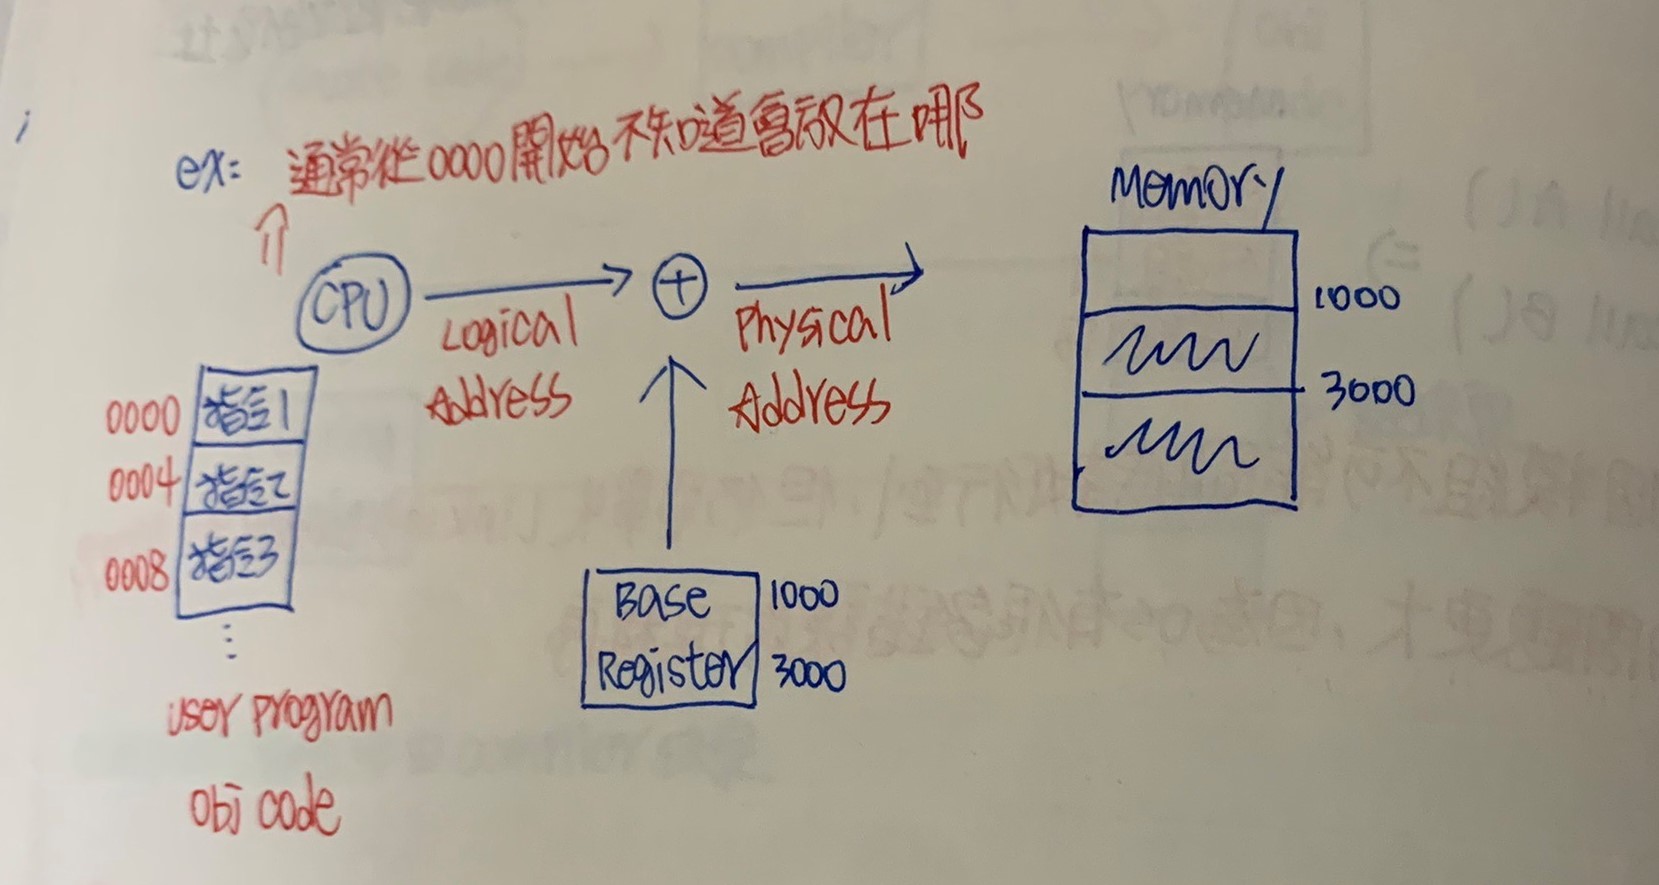 ex: 通常從0000開始不知道會放在哪
⇑
Memory
CPU
Logical
Address
+
Physical
Address
1000
3000
0000 指令1
0004 指令2
0008 指令3
⋮
Base 1000
Register 3000
user program
obj code